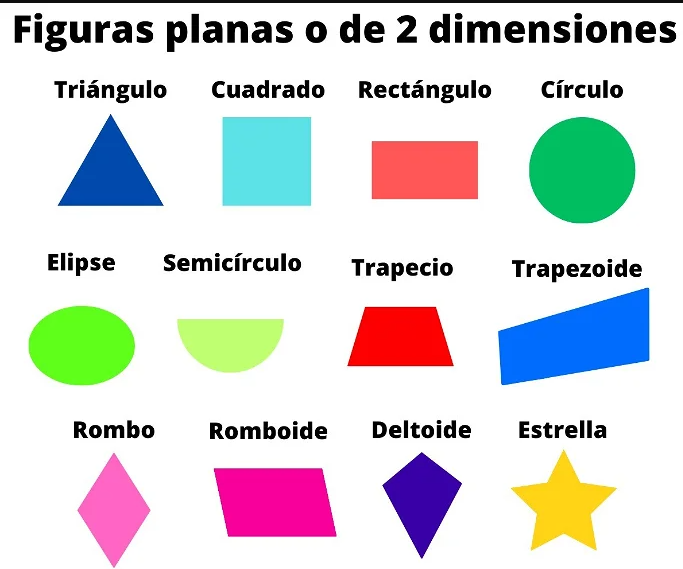 Figuras planas o de 2 dimensiones
Triángulo Cuadrado Rectángulo Círculo
Elipse Semicírculo Trapecio Trapezoide
Rombo Romboide Deltoide Estrella